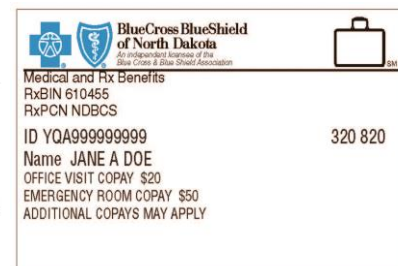 BlueCross BlueShield
of North Dakota
An independent licensee of the
Blue Cross & Blue Shield Association
SM
Medical and Rx Benefits
RxBIN 610455
RxPCN NDBCS
ID YQA999999999 320 820
Name JANE A DOE
OFFICE VISIT COPAY $20
EMERGENCY ROOM COPAY $50
ADDITIONAL COPAYS MAY APPLY